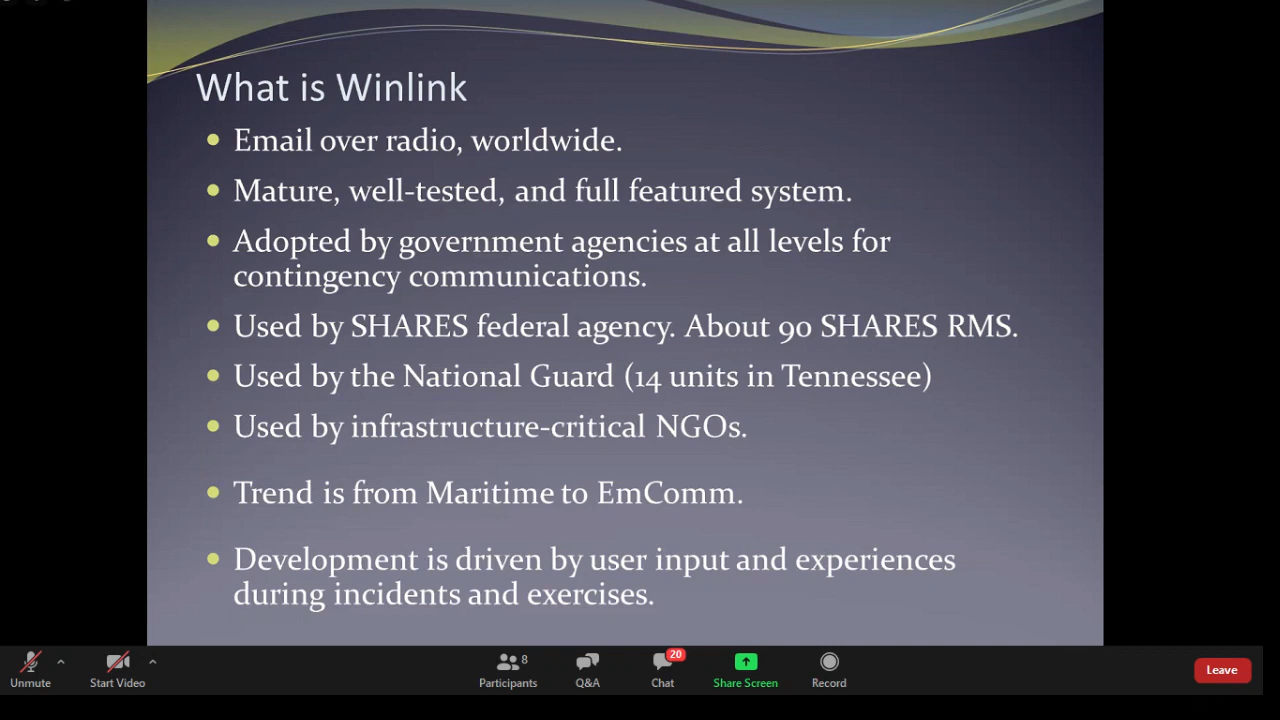 What is Winlink
• Email over radio, worldwide.
• Mature, well-tested, and full featured system.
• Adopted by government agencies at all levels for
contingency communications.
• Used by SHARES federal agency. About 90 SHARES RMS.
• Used by the National Guard (14 units in Tennessee)
• Used by infrastructure-critical NGOs.
• Trend is from Maritime to EmComm.
• Development is driven by user input and experiences
during incidents and exercises.
8
20
Unmute
Start Video
Participants
Q&A
Chat
Share Screen
Record
Leave